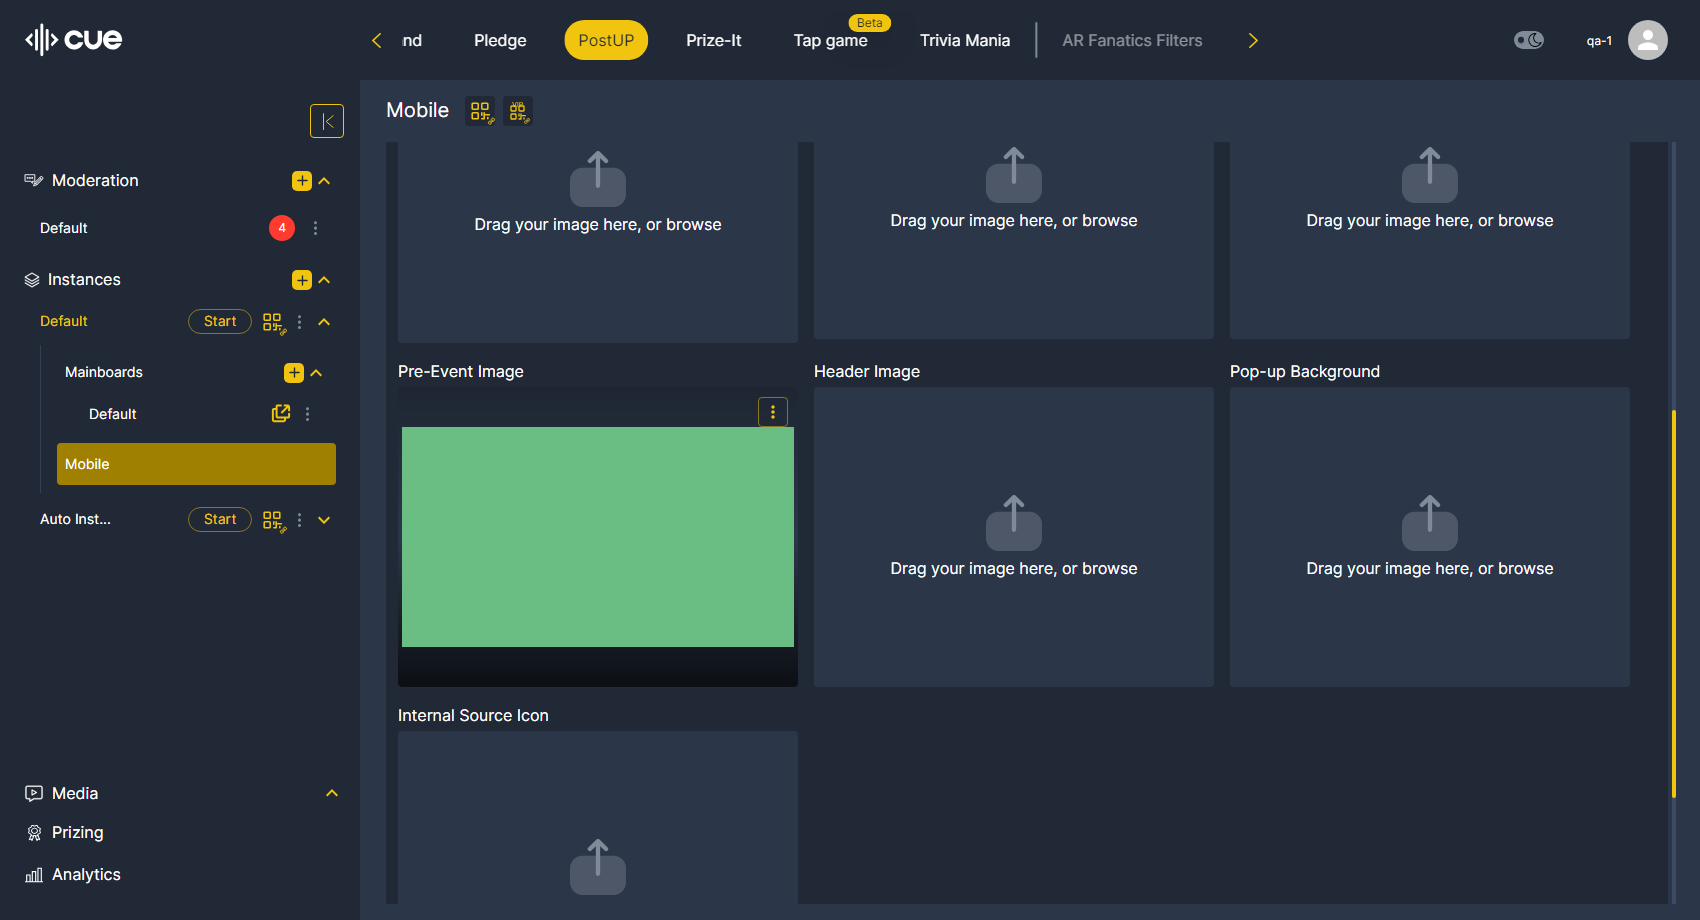 cue
nd
Pledge
PostUP
Prize-It
Beta
Tap game
Trivia Mania
AR Fanatics Filters
qa-1
Mobile
VIP
Moderation
Default
4
Instances
Default
Start
Mainboards
Default
Mobile
Auto Inst...
Start
Media
Prizing
Analytics
Drag your image here, or browse
Drag your image here, or browse
Drag your image here, or browse
Pre-Event Image
Header Image
Pop-up Background
Drag your image here, or browse
Drag your image here, or browse
Internal Source Icon